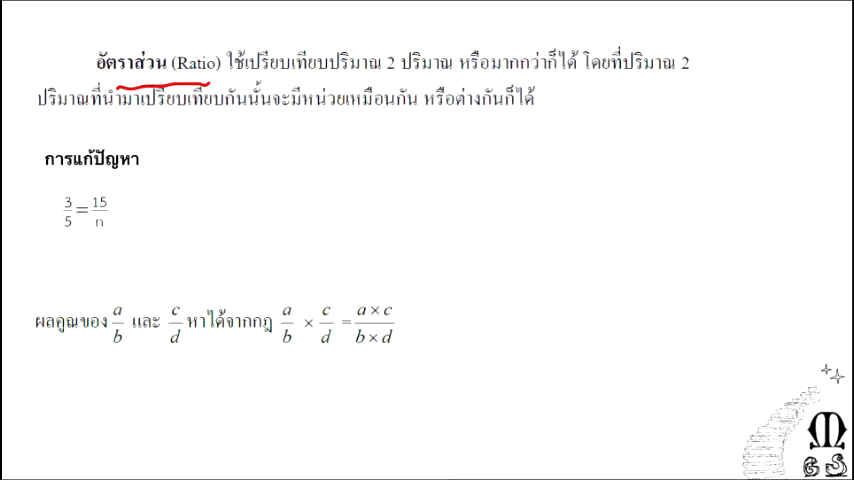 อัตราส่วน (Ratio) ใช้เปรียบเทียบปริมาณ 2 ปริมาณ หรือมากกว่าก็ได้ โดยที่ปริมาณ 2
ปริมาณที่นำมาเปรียบเทียบกันนั้นจะมีหน่วยเหมือนกัน หรือต่างกันก็ได้
การแก้ปัญหา
3/5 = 15/n
ผลคูณของ a/b และ c/d หาได้จากกฎ a/b × c/d = a × c/b × d